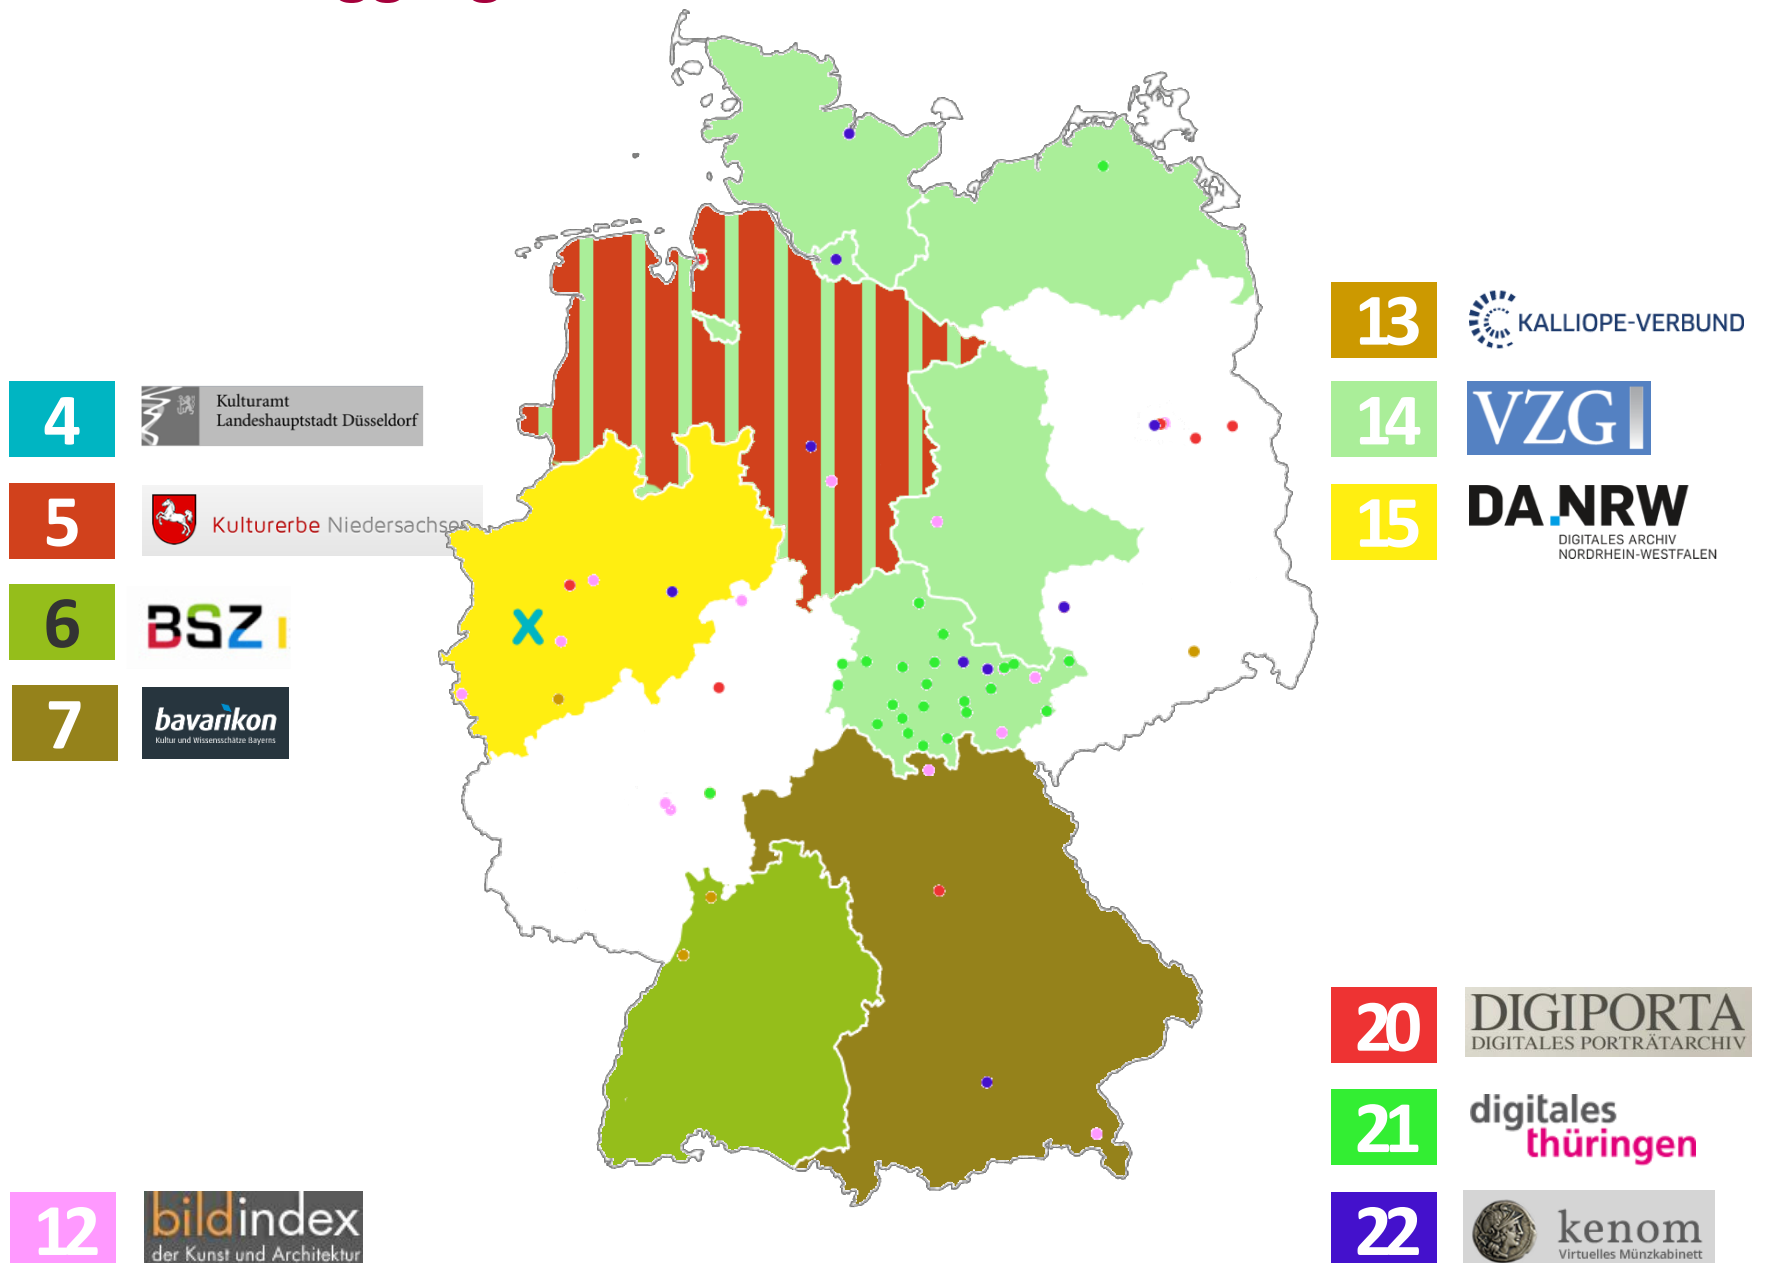 4
Kulturamt
Landeshauptstadt Düsseldorf
5
Kulturerbe Niedersachsen
6
BSZ
7
bavarikon
Kultur und Wissensschätze Bayerns
12
bildindex
der Kunst und Architektur
x
13
KALLIOPE-VERBUND
14
VZG
15
DA.NRW
DIGITALES ARCHIV
NORDRHEIN-WESTFALEN
20
DIGIPORTA
DIGITALES PORTRÄTARCHIV
21
digitales
thüringen
22
kenom
Virtuelles Münzkabinett